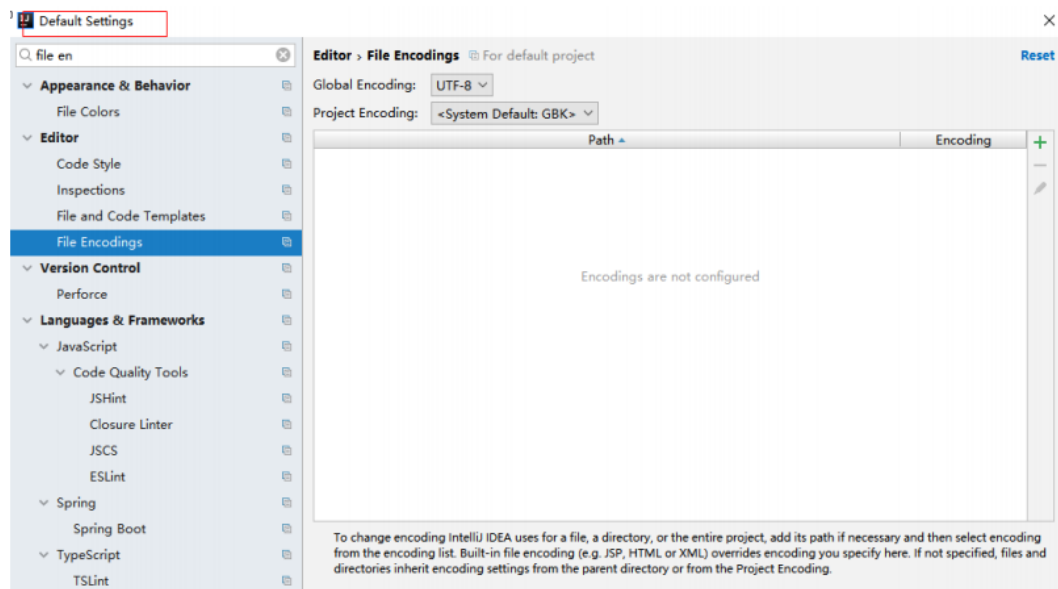 Default Settings
file en
Appearance & Behavior
File Colors
Editor
Code Style
Inspections
File and Code Templates
File Encodings
Version Control
Perforce
Languages & Frameworks
JavaScript
Code Quality Tools
JSHint
Closure Linter
JSCS
ESLint
Spring
Spring Boot
TypeScript
TSLint
Editor › File Encodings For default project
Reset
Global Encoding: UTF-8
Project Encoding: <System Default: GBK>
Path Encoding
Encodings are not configured
To change encoding IntelliJ IDEA uses for a file, a directory, or the entire project, add its path if necessary and then select encoding
from the encoding list. Built-in file encoding (e.g. JSP, HTML or XML) overrides encoding you specify here. If not specified, files and
directories inherit encoding settings from the parent directory or from the Project Encoding.